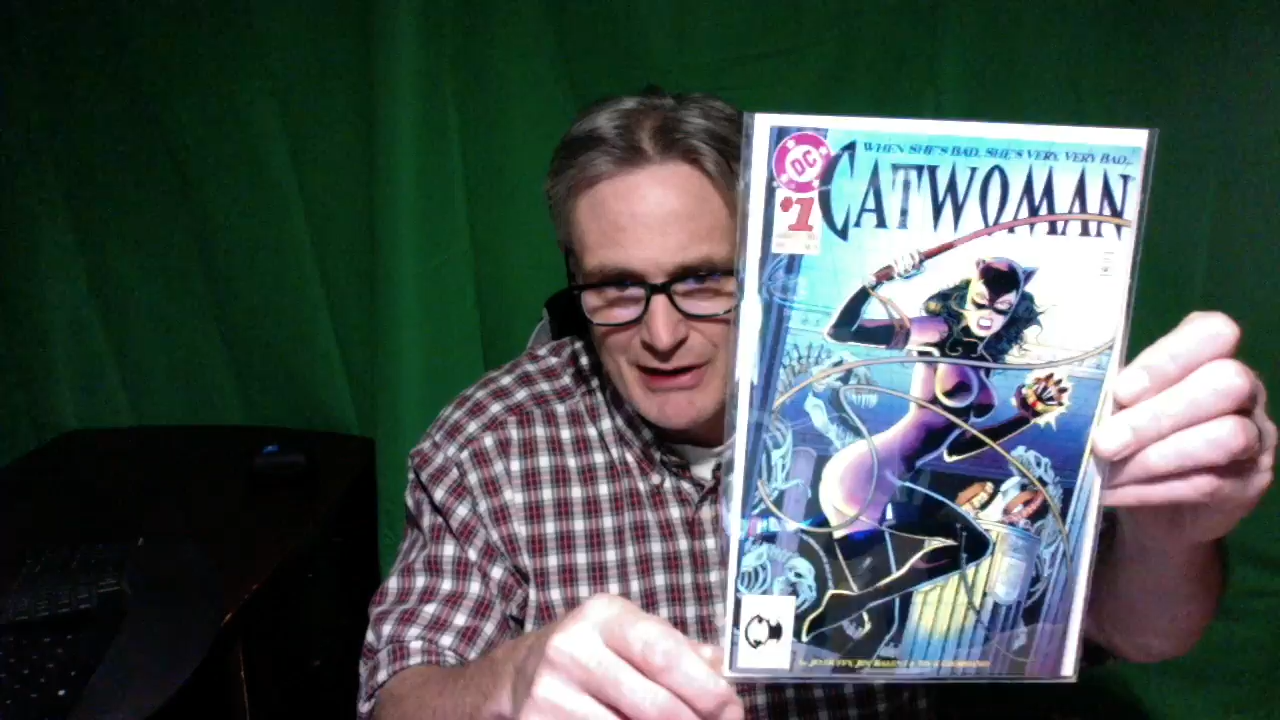 WHEN SHE'S BAD, SHE'S VERY, VERY BAD...
DC
CATWOMAN
#1